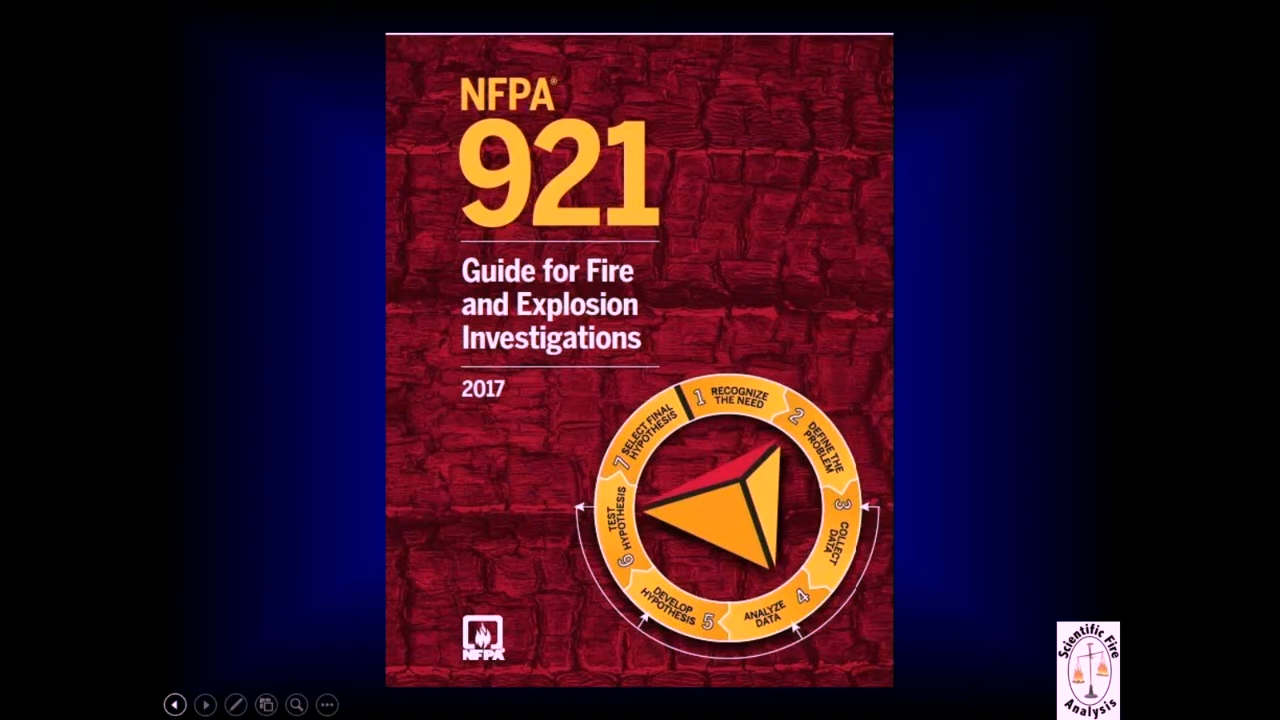 NFPA®
921
Guide for Fire
and Explosion
Investigations
2017
1 RECOGNIZE
THE NEED
2 DEFINE THE
PROBLEM
3 COLLECT
DATA
4 ANALYZE
DATA
5 DEVELOP
HYPOTHESIS
6 TEST
HYPOTHESIS
7 SELECT FINAL
HYPOTHESIS
NFPA
Scientific Fire
Analysis